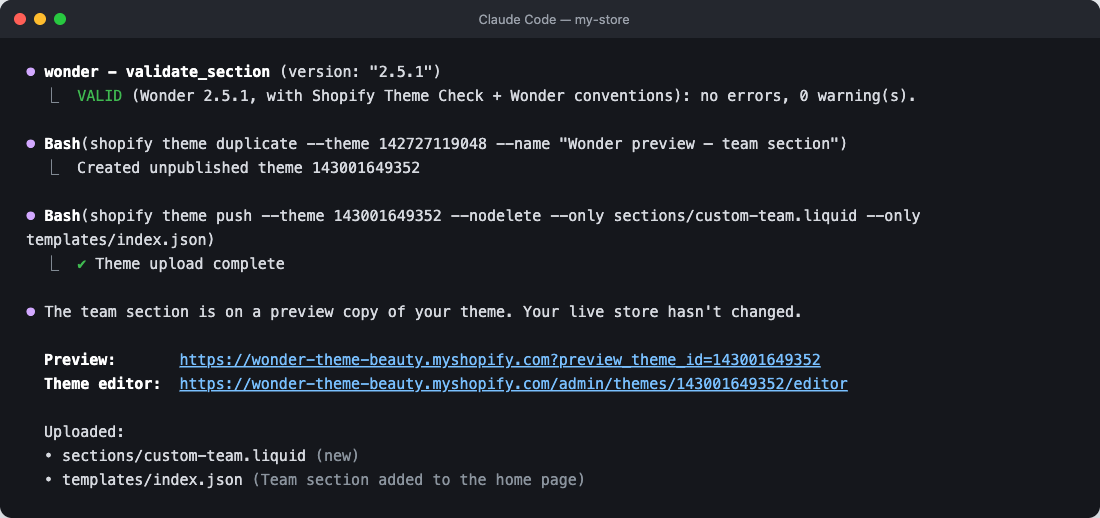 Claude Code — my-store
● wonder - validate_section (version: "2.5.1")
⎿ VALID (Wonder 2.5.1, with Shopify Theme Check + Wonder conventions): no errors, 0 warning(s).
● Bash(shopify theme duplicate --theme 142727119048 --name "Wonder preview — team section")
⎿ Created unpublished theme 143001649352
● Bash(shopify theme push --theme 143001649352 --nodelete --only sections/custom-team.liquid --only
templates/index.json)
⎿ ✔ Theme upload complete
● The team section is on a preview copy of your theme. Your live store hasn't changed.
Preview: https://wonder-theme-beauty.myshopify.com?preview_theme_id=143001649352
Theme editor: https://wonder-theme-beauty.myshopify.com/admin/themes/143001649352/editor
Uploaded:
• sections/custom-team.liquid (new)
• templates/index.json (Team section added to the home page)